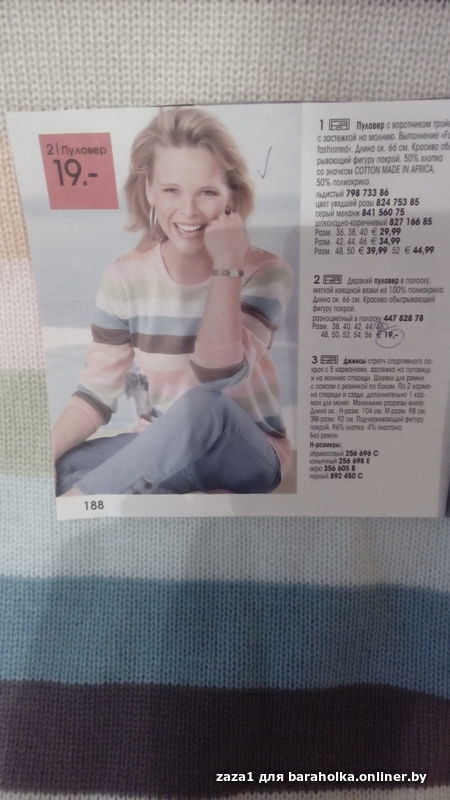 2|Пуловер
19.-
1 Пуловер с воротником
с застежкой на молнию. Выполнение
fashioned». Длина ок. 66 см. Красиво
рывающий фигуру покрой. 50% хлопка
со значком COTTON MADE IN AFRICA,
50% полиакрила.
льдистый 798 733 86
цвет увядшей розы 824 753 85
серый меланж 841 560 75
шоколадно-коричневый 827 166 85
Разм. 36, 38, 40 € 29,99
Разм. 42, 44, 46 € 34,99
Разм. 48, 50 € 39,99 52 € 44,99
2 Дерзкий пуловер в полоску,
мягкой изящной вязки из 100% полиакрила.
Длина ок. 66 см. Красиво обыгрывающий
фигуру покрой.
разноцветный в полоску 447 828 78
Разм. 38, 40, 42, 44, 46,
48, 50, 52, 54, 56 € 19,-
3 Джинсы стретч спортивного по-
кроя с 5 карманами, застежка на пуговицу
и на молнию спереди. Шлевки для ремня
с поясом с резинкой по бокам. По 2 карма-
на спереди и сзади, дополнительно 1 кар-
ман для монет. Маленькие разрезы внизу.
Длина ок.: Н-разм. 104 см, М-разм. 98 см,
ЭМ-разм. 92 см. Подчеркивающий фигуру
покрой. 96% хлопка, 4% эластана.
Без ремня.
Н-размеры:
абрикосовый 256 696 C
коньячный 256 698 E
экрю 356 605 B
черный 892 450 C
188
zaza1 для baraholka.onliner.by